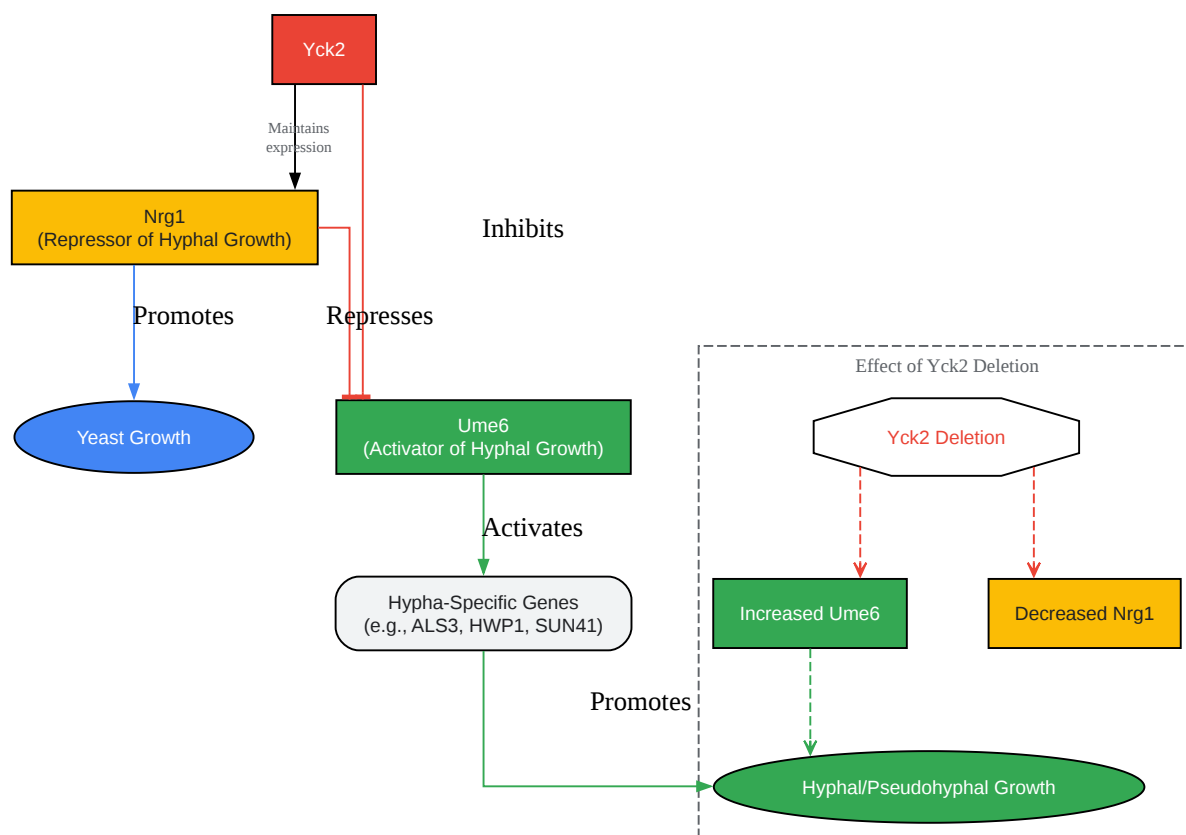 Yck2
Maintains
expression
Nrg1
(Repressor of Hyphal Growth)
Inhibits
Promotes
Represses
Effect of Yck2 Deletion
Yeast Growth
Ume6
(Activator of Hyphal Growth)
Yck2 Deletion
Activates
Hypha-Specific Genes
(e.g., ALS3, HWP1, SUN41)
Increased Ume6
Decreased Nrg1
Promotes
Hyphal/Pseudohyphal Growth